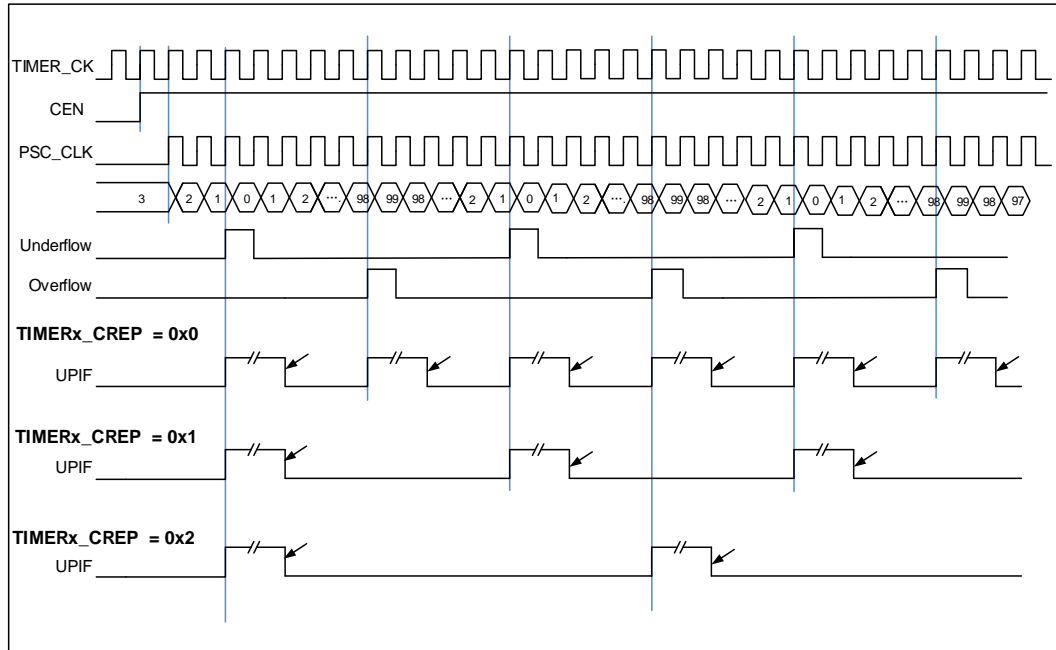 TIMER_CK
CEN
PSC_CLK
3 2 1 0 1 2 .... 98 99 98 ... 2 1 0 1 2 .... 98 99 98 ... 2 1 0 1 2 ... 98 99 98 97
Underflow
Overflow
TIMERx_CREP = 0x0
UPIF
TIMERx_CREP = 0x1
UPIF
TIMERx_CREP = 0x2
UPIF